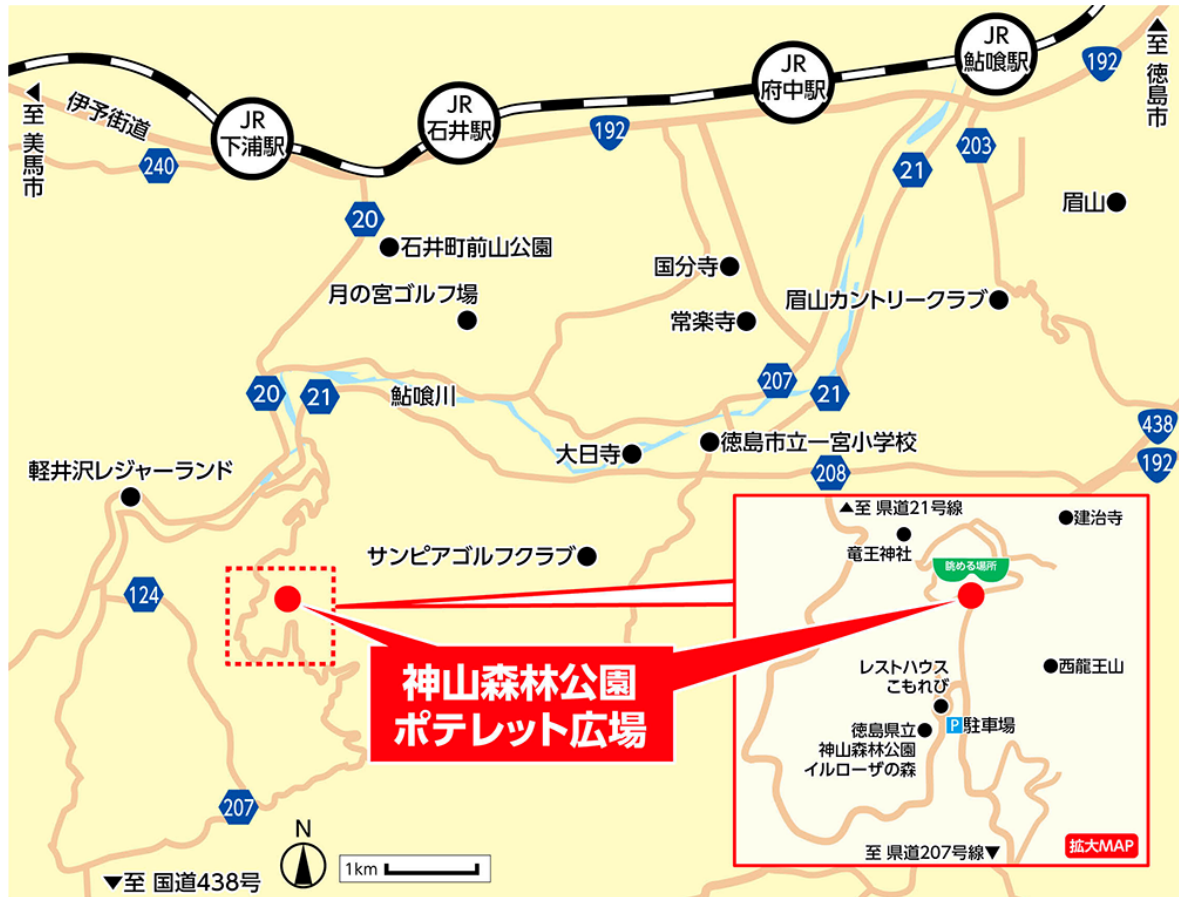 JR
鮎喰駅
▲至 徳島市
192
JR
府中駅
◀至 美馬市
伊予街道
JR
下浦駅
JR
石井駅
192
240
203
21
眉山
20
石井町前山公園
国分寺
月の宮ゴルフ場
眉山カントリークラブ
常楽寺
20
21
鮎喰川
207
21
438
192
大日寺
徳島市立一宮小学校
208
軽井沢レジャーランド
サンピアゴルフクラブ
124
神山森林公園
ポテレット広場
207
N
1km
▼至 国道438号
▲至 県道21号線
建治寺
竜王神社
眺める場所
西龍王山
レストハウス
こもれび
P駐車場
徳島県立
神山森林公園
イルローザの森
至 県道207号線▼
拡大MAP